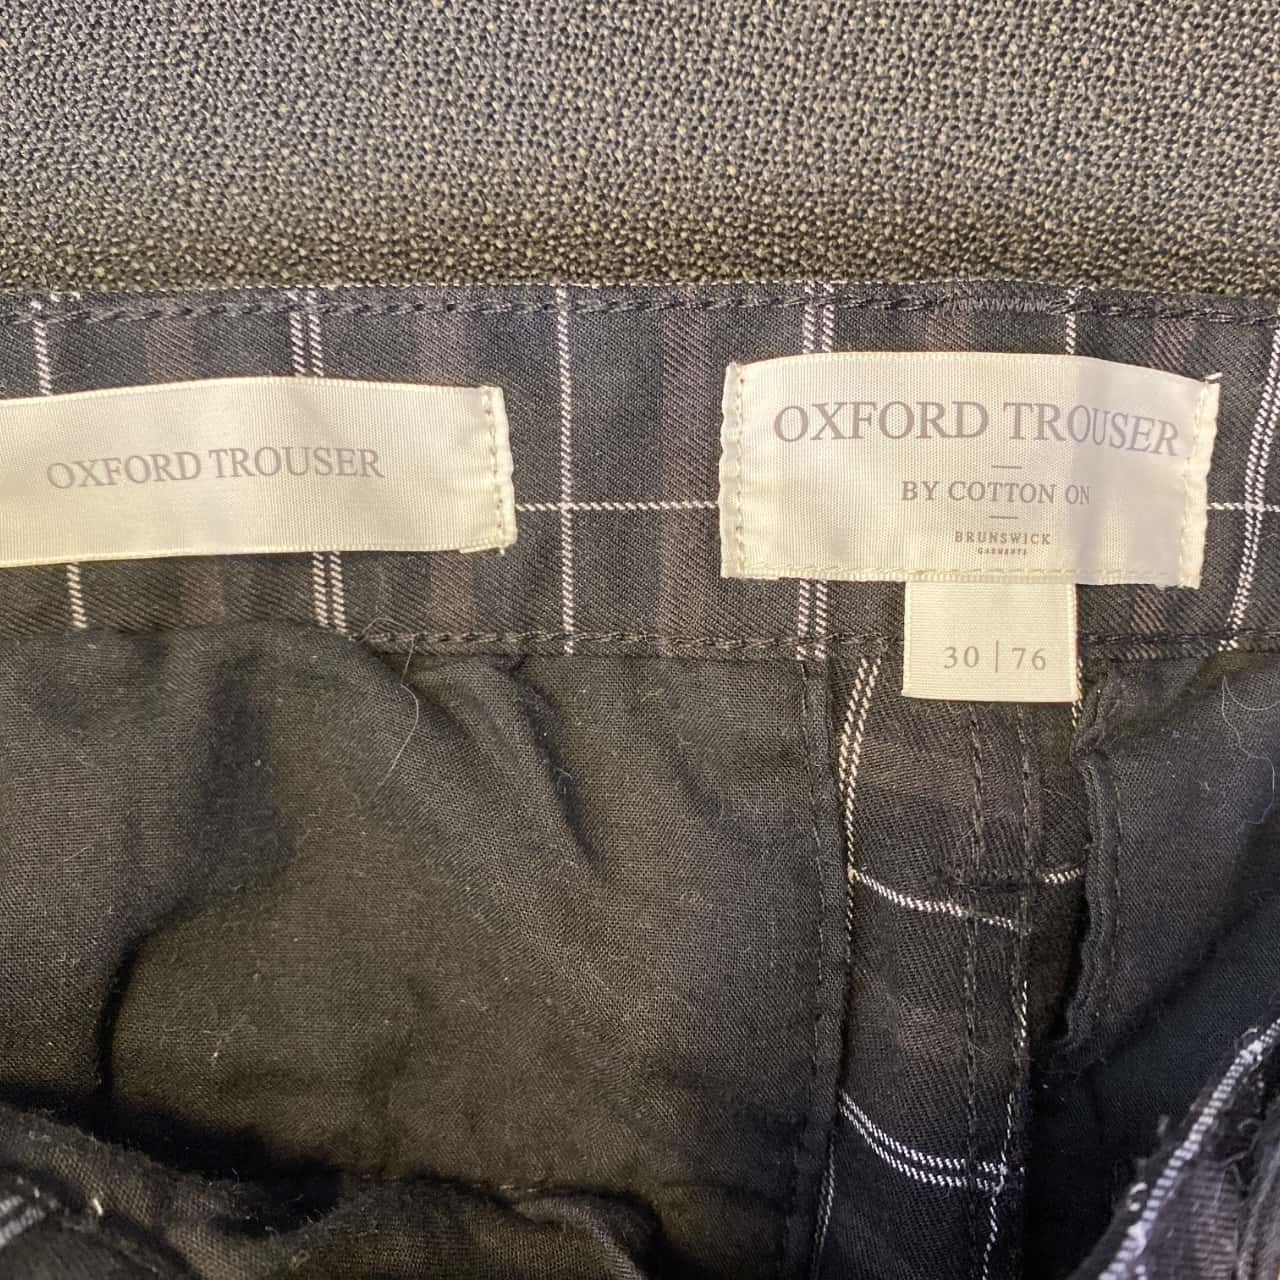 OXFORD TROUSER
OXFORD TROUSER
BY COTTON ON
BRUNSWICK
GARMENTS
30 | 76